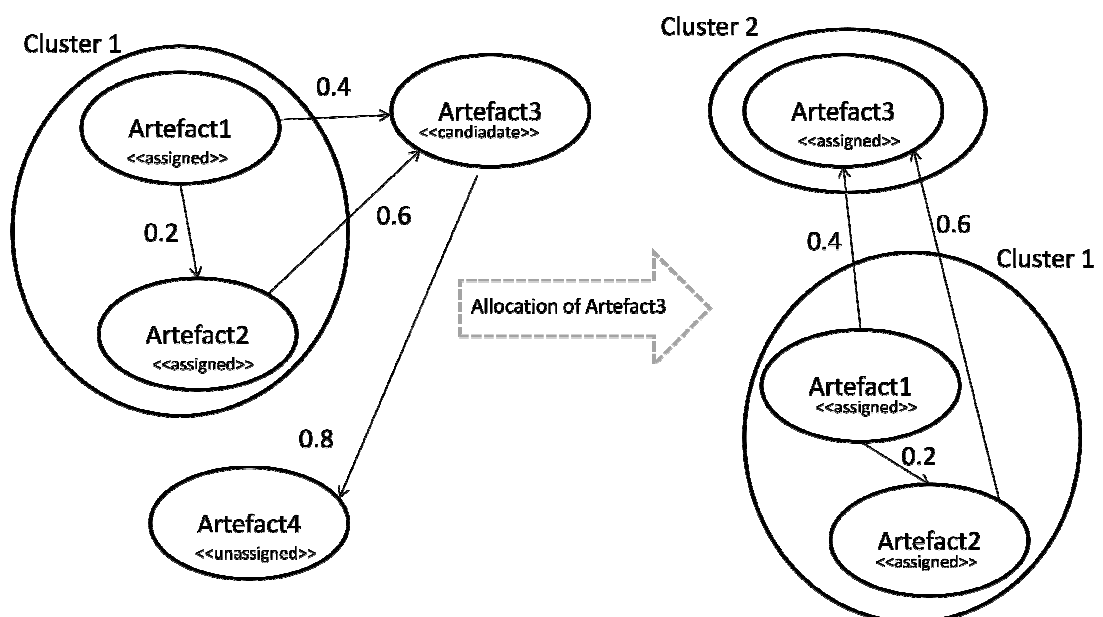 Cluster 1
Artefact1
<<assigned>>
0.4
Artefact3
<<candiadate>>
0.2
0.6
Artefact2
<<assigned>>
0.8
Artefact4
<<unassigned>>
Allocation of Artefact3
Cluster 2
Artefact3
<<assigned>>
0.4
0.6
Cluster 1
Artefact1
<<assigned>>
0.2
Artefact2
<<assigned>>